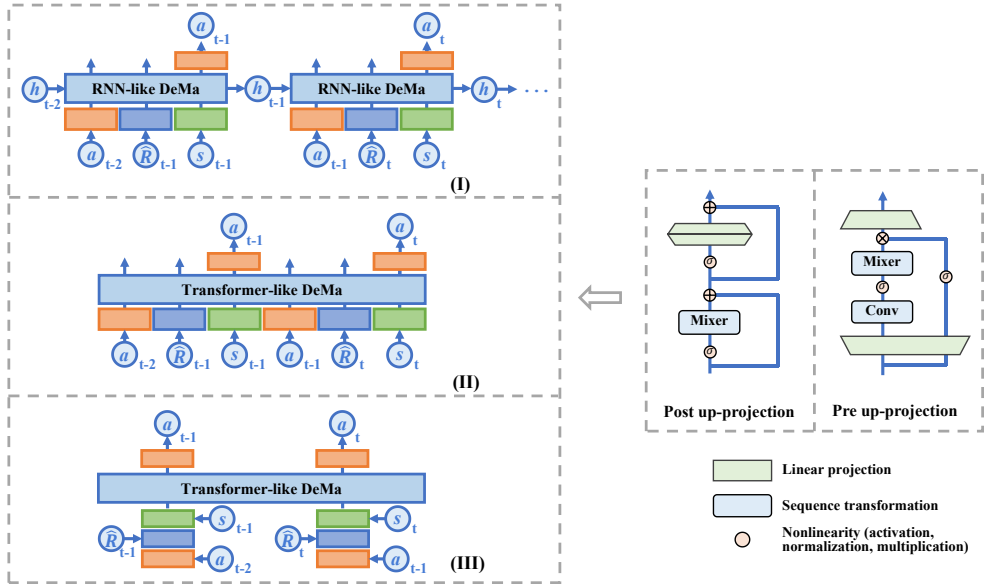 a t-1 a t
h t-2 RNN-like DeMa h t-1 RNN-like DeMa h t · · ·
a t-2 R̂ t-1 s t-1 a t-1 R̂ t s t
(I)
a t-1 a t
Transformer-like DeMa
a t-2 R̂ t-1 s t-1 a t-1 R̂ t s t
(II)
a t-1 a t
Transformer-like DeMa
s t-1 s t
R̂ t-1 R̂ t
a t-2 a t-1
(III)
σ
Mixer
σ
Post up-projection
Mixer
σ
σ
Conv
Pre up-projection
Linear projection
Sequence transformation
σ Nonlinearity (activation,
normalization, multiplication)